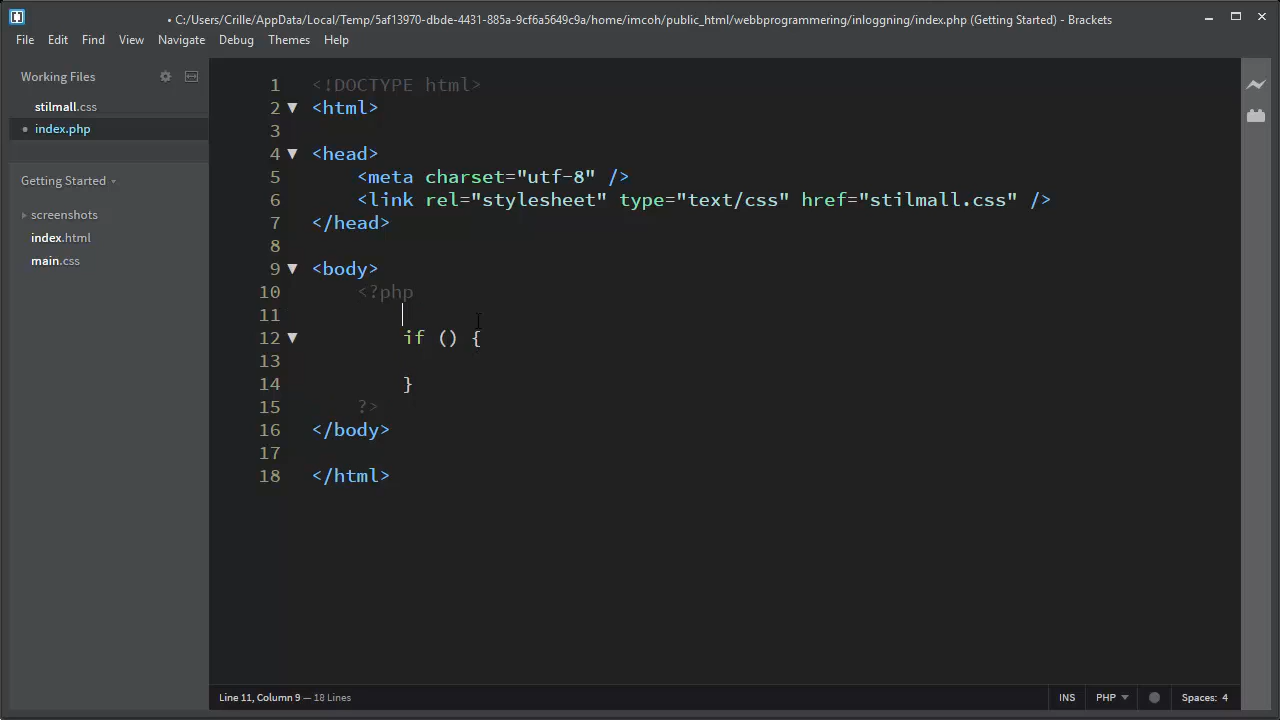 • C:/Users/Crille/AppData/Local/Temp/5af13970-dbde-4431-885a-9cf6a5649c9a/home/imcoh/public_html/webbprogrammering/inloggning/index.php (Getting Started) - Brackets
File Edit Find View Navigate Debug Themes Help
Working Files
stilmall.css
• index.php
Getting Started
screenshots
index.html
main.css
1 <!DOCTYPE html>
2 <html>
3
4 <head>
5 <meta charset="utf-8" />
6 <link rel="stylesheet" type="text/css" href="stilmall.css" />
7 </head>
8
9 <body>
10 <?php
11
12 if () {
13
14 }
15 ?>
16 </body>
17
18 </html>
Line 11, Column 9 — 18 Lines INS PHP Spaces: 4